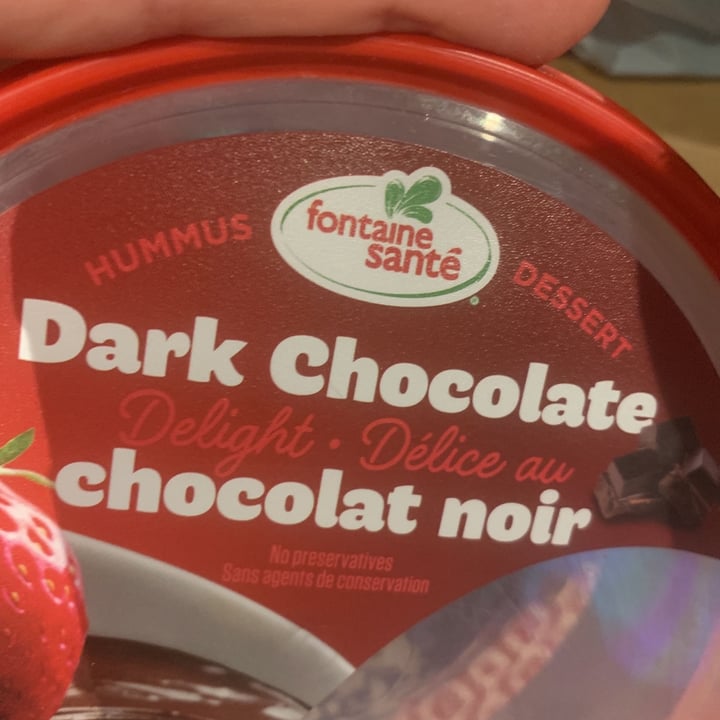 HUMMUS
fontaine
santé
DESSERT
Dark Chocolate
Delight • Délice au
chocolat noir
No preservatives
Sans agents de conservation